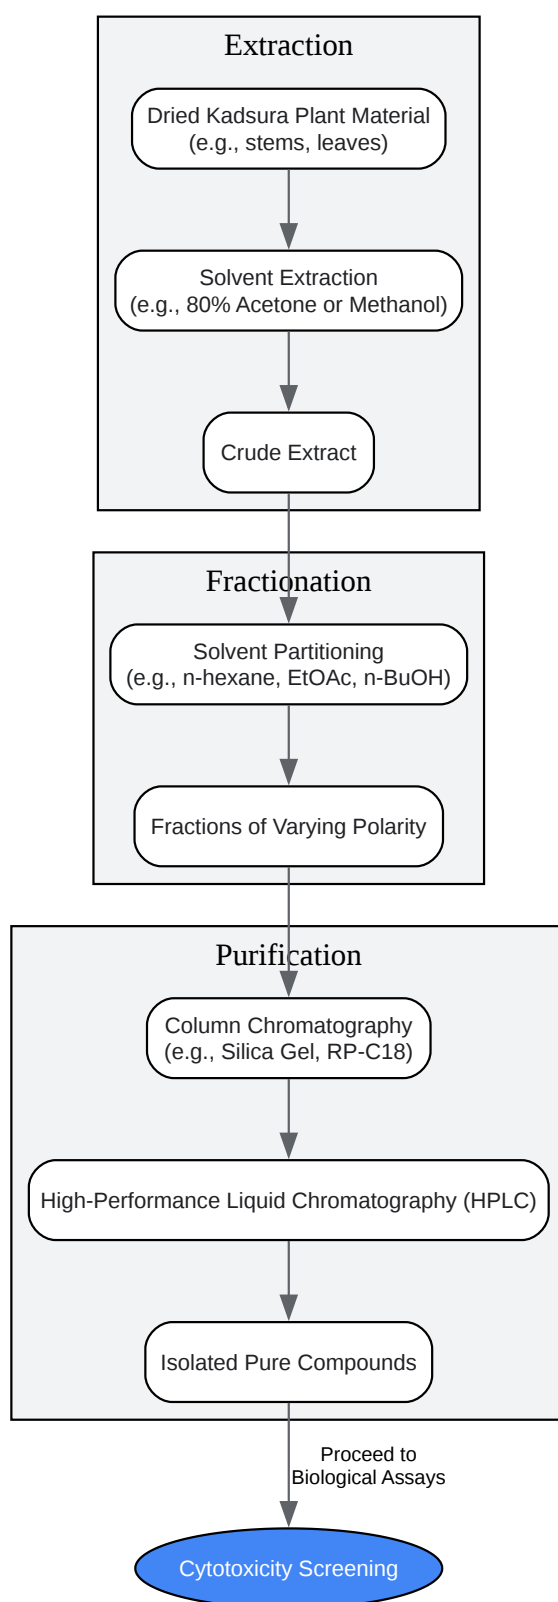 Extraction
Dried Kadsura Plant Material
(e.g., stems, leaves)
Solvent Extraction
(e.g., 80% Acetone or Methanol)
Crude Extract
Fractionation
Solvent Partitioning
(e.g., n-hexane, EtOAc, n-BuOH)
Fractions of Varying Polarity
Purification
Column Chromatography
(e.g., Silica Gel, RP-C18)
High-Performance Liquid Chromatography (HPLC)
Isolated Pure Compounds
Proceed to
Biological Assays
Cytotoxicity Screening